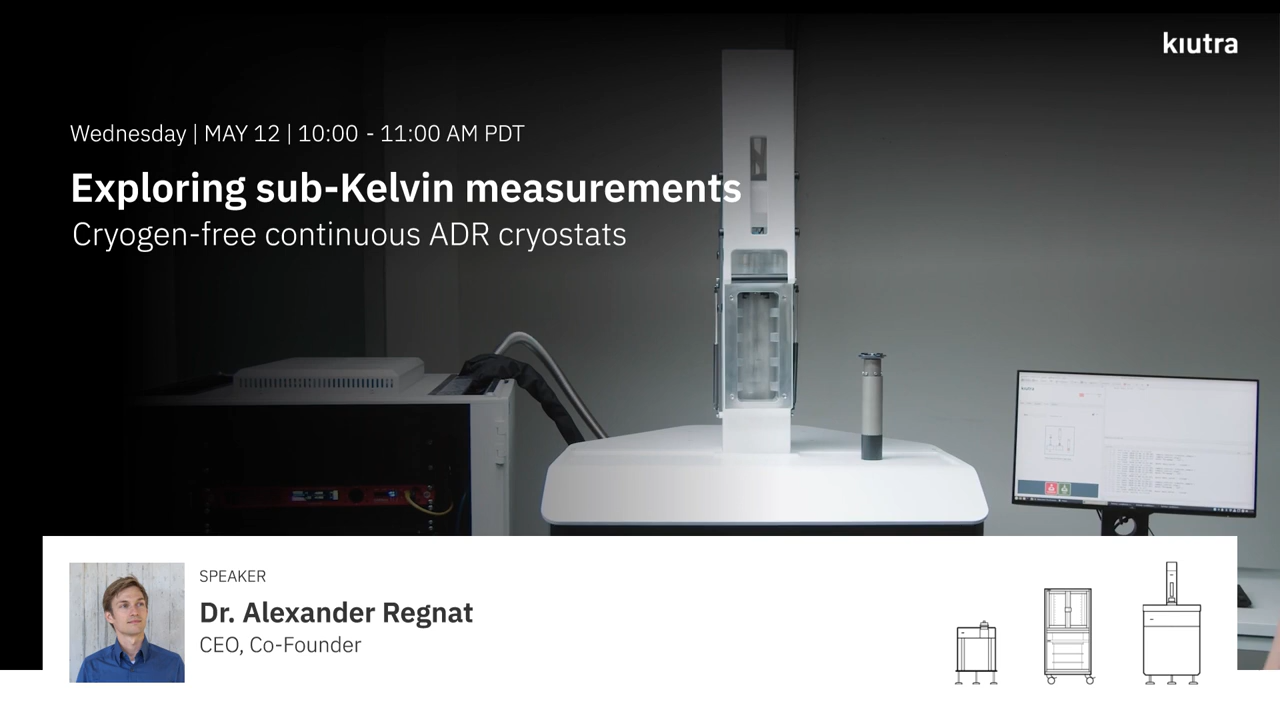 kiutra
Wednesday | MAY 12 | 10:00 - 11:00 AM PDT
Exploring sub-Kelvin measurements
Cryogen-free continuous ADR cryostats
SPEAKER
Dr. Alexander Regnat
CEO, Co-Founder